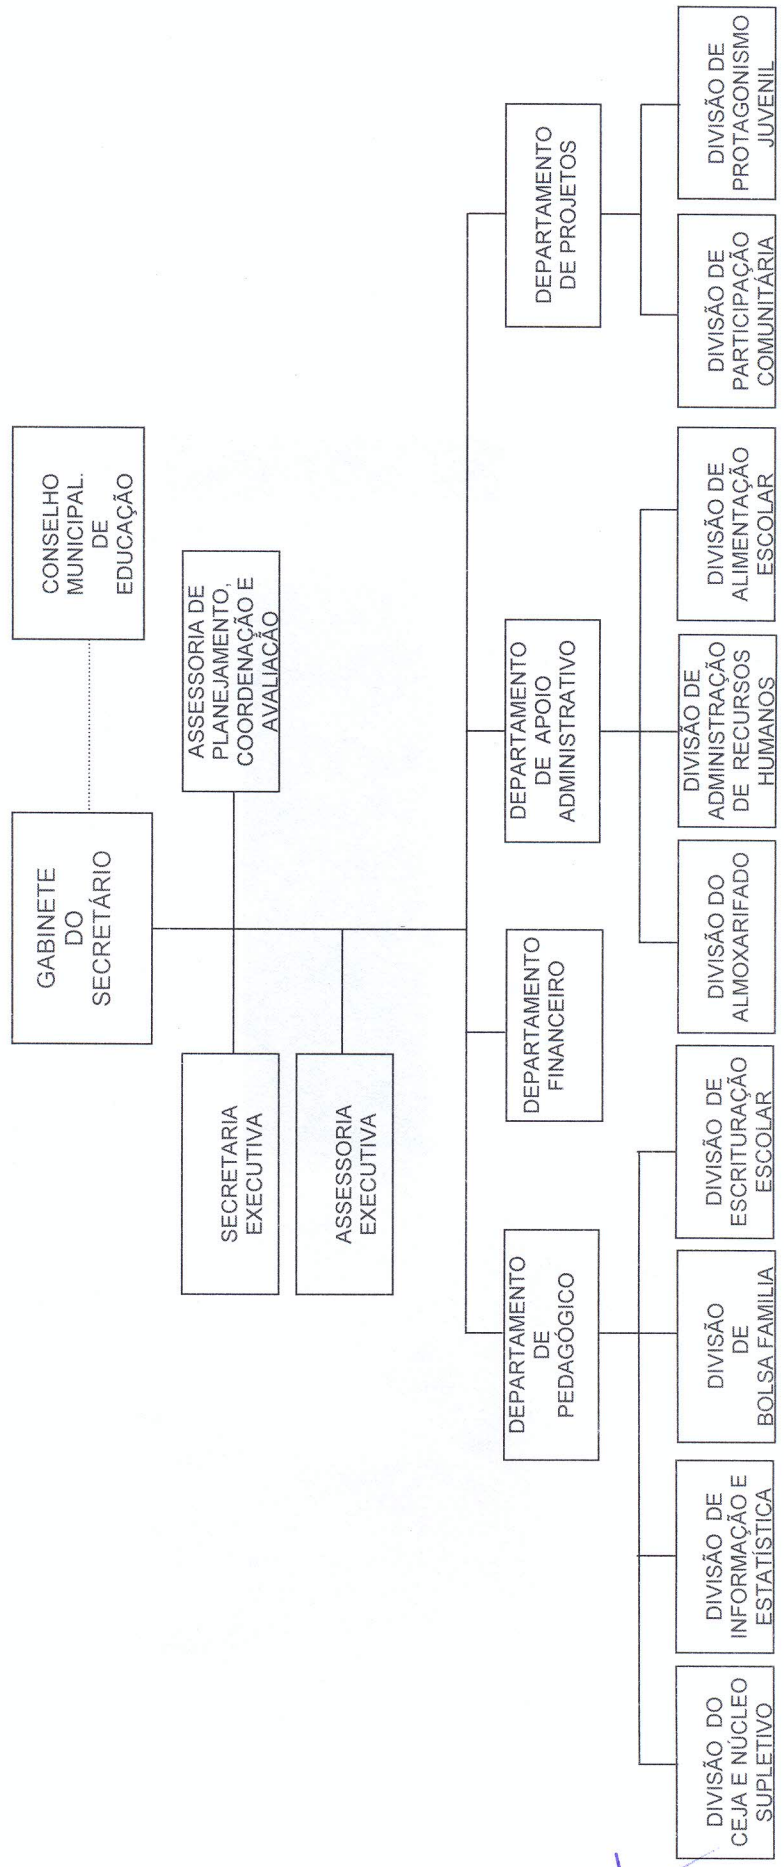 GABINETE
DO
SECRETÁRIO
CONSELHO
MUNICIPAL.
DE
EDUCAÇÃO
SECRETARIA
EXECUTIVA
ASSESSORIA DE
PLANEJAMENTO,
COORDENAÇÃO E
AVALIAÇÃO
ASSESSORIA
EXECUTIVA
DEPARTAMENTO
DE
PEDAGÓGICO
DEPARTAMENTO
FINANCEIRO
DEPARTAMENTO
DE APOIO
ADMINISTRATIVO
DEPARTAMENTO
DE PROJETOS
DIVISÃO DO
CEJA E NÚCLEO
SUPLETIVO
DIVISÃO DE
INFORMAÇÃO E
ESTATÍSTICA
DIVISÃO
DE
BOLSA FAMILIA
DIVISÃO DE
ESCRITURAÇÃO
ESCOLAR
DIVISÃO DO
ALMOXARIFADO
DIVISÃO DE
ADMINISTRAÇÃO
DE RECURSOS
HUMANOS
DIVISÃO DE
ALIMENTAÇÃO
ESCOLAR
DIVISÃO DE
PARTICIPAÇÃO
COMUNITÁRIA
DIVISÃO DE
PROTAGONISMO
JUVENIL